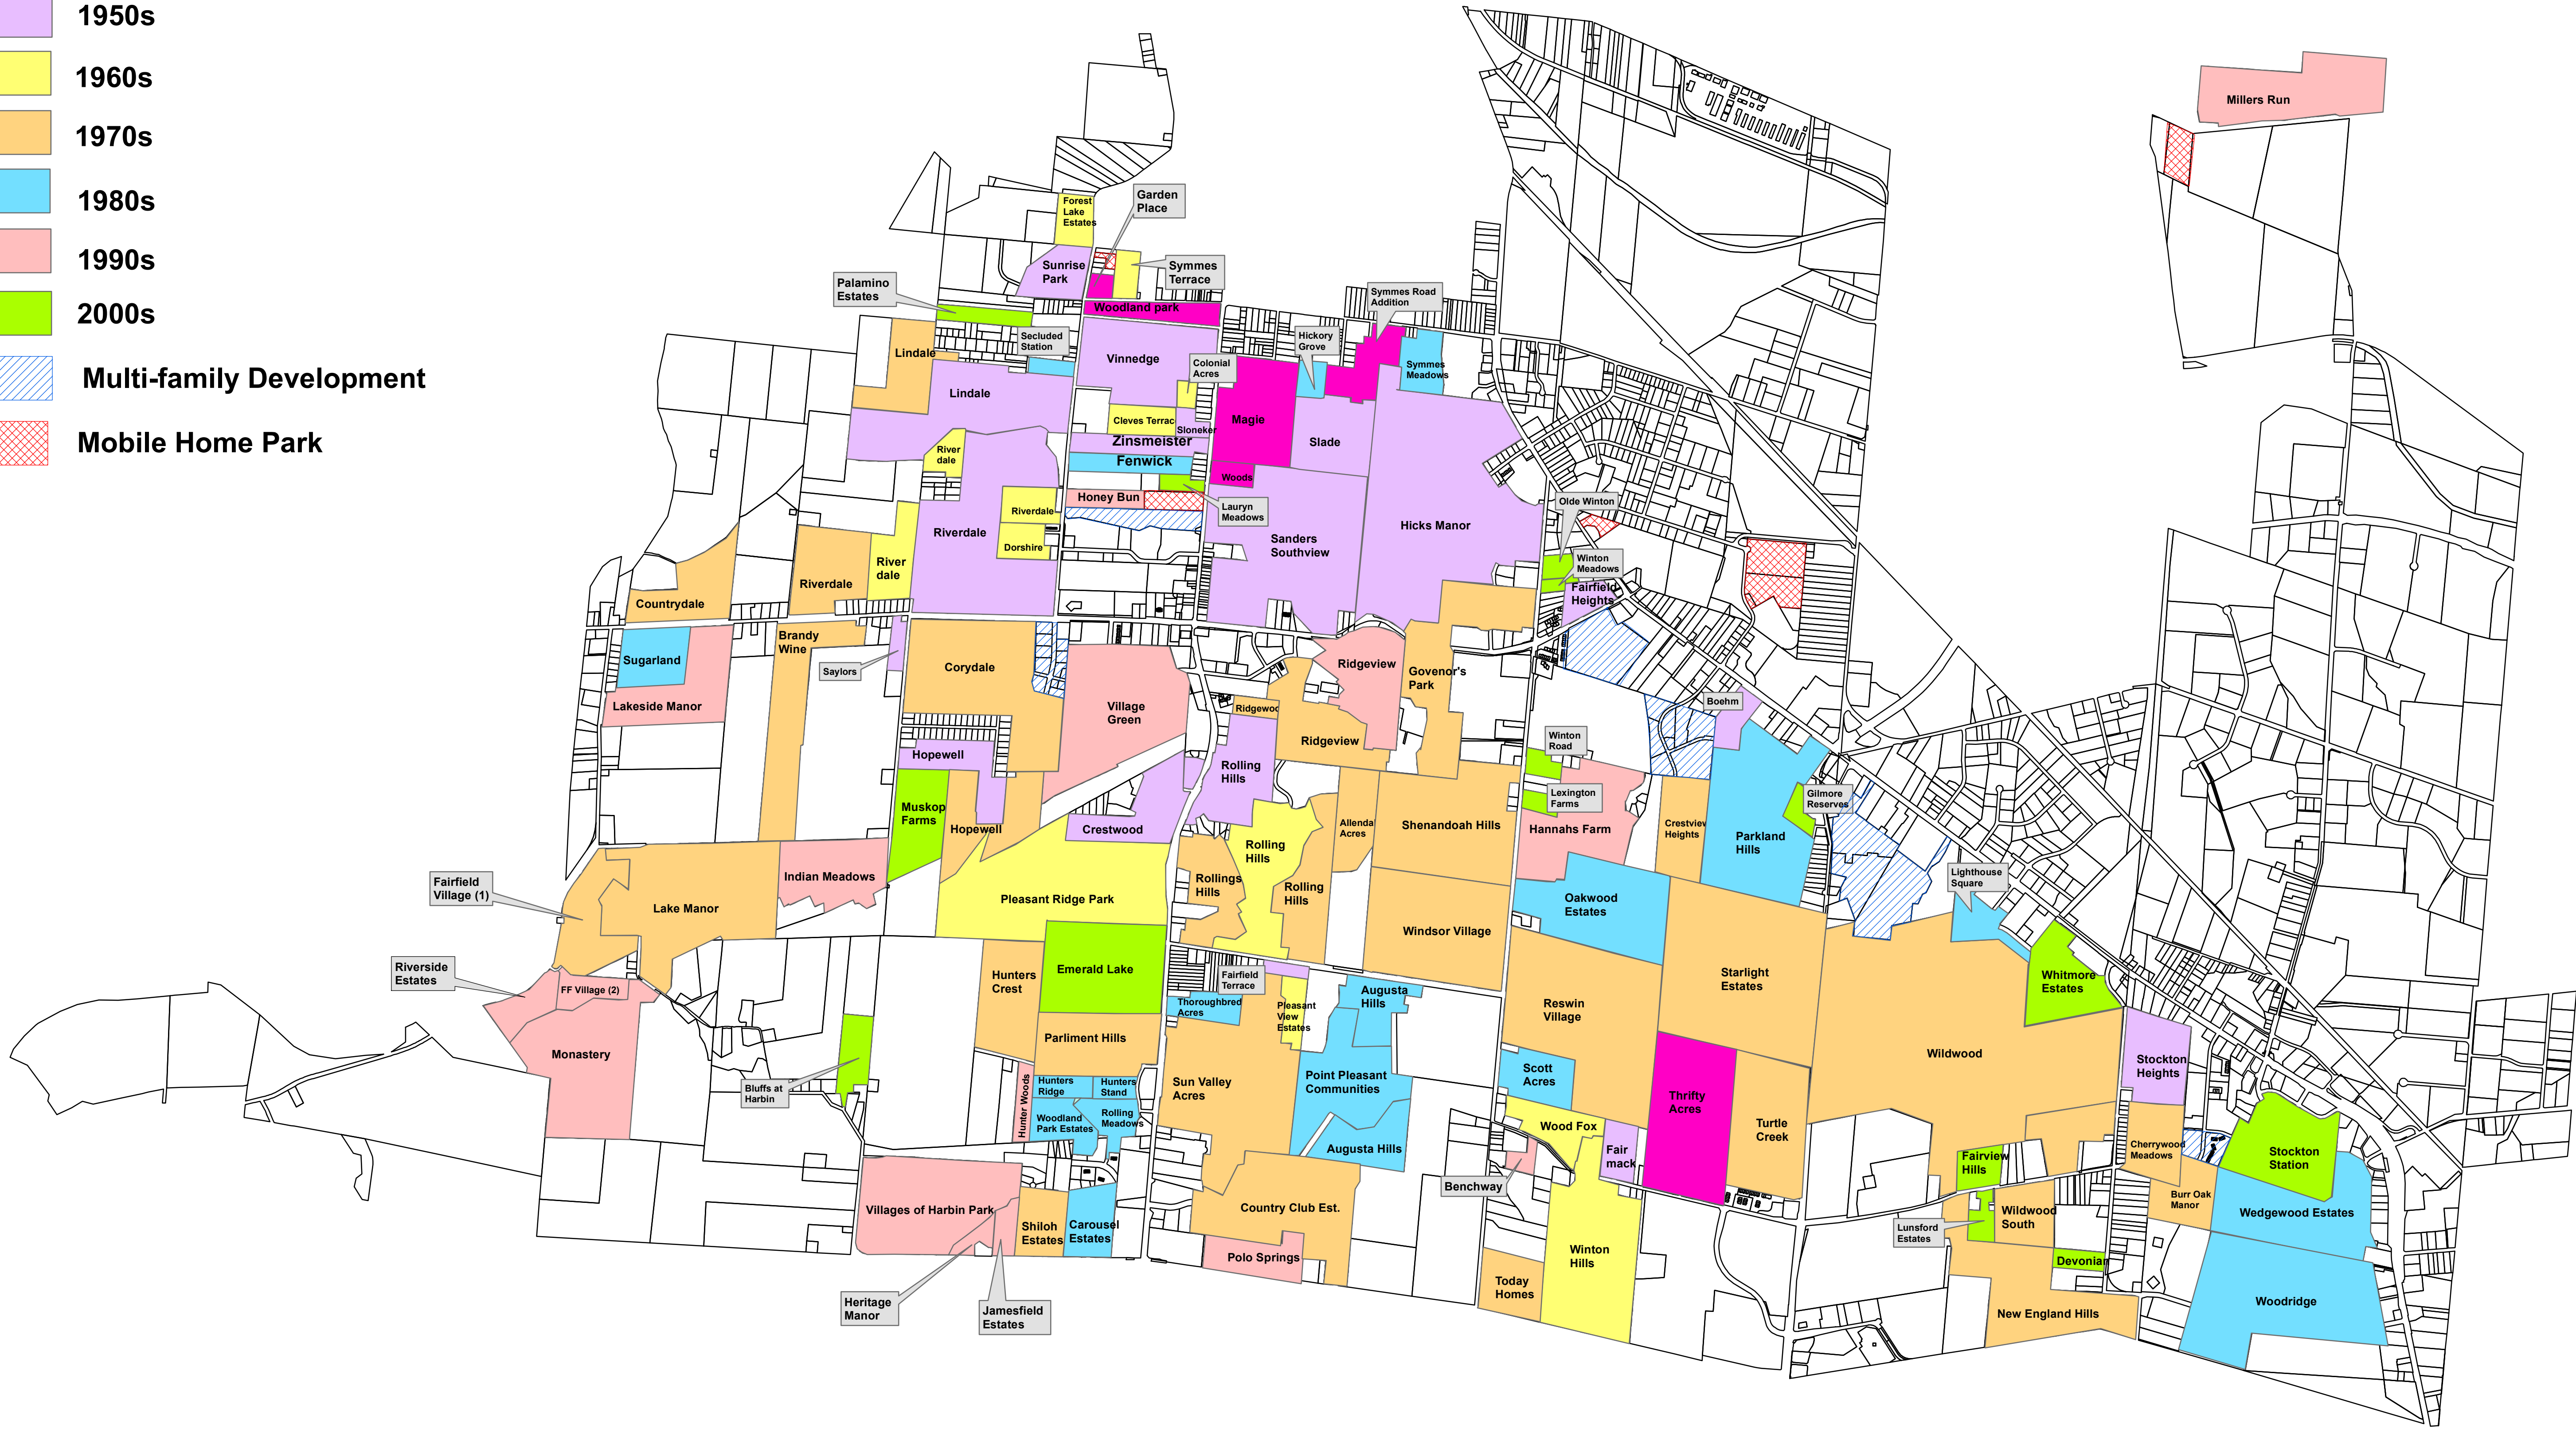 1950s
1960s
1970s
1980s
1990s
2000s
Multi-family Development
Mobile Home Park
Millers Run
Garden
Place
Forest
Lake
Estates
Sunrise
Park
Symmes
Terrace
Palamino
Estates
Woodland park
Symmes Road
Addition
Secluded
Station
Hickory
Grove
Lindale
Vinnedge
Colonial
Acres
Symmes
Meadows
Lindale
Cleves Terrac
Sloneker
Magie
Slade
Zinsmeister
River
dale
Fenwick
Woods
Honey Bun
Lauryn
Meadows
Olde Winton
Riverdale
Riverdale
Dorshire
Sanders
Southview
Hicks Manor
Winton
Meadows
Fairfield
Heights
River
dale
Riverdale
Countrydale
Brandy
Wine
Sugarland
Saylors
Corydale
Ridgeview
Govenor's
Park
Lakeside Manor
Village
Green
Ridgewoo
Boehm
Ridgeview
Winton
Road
Hopewell
Rolling
Hills
Lexington
Farms
Gilmore
Reserves
Muskop
Farms
Hopewell
Crestwood
Allenda
Acres
Shenandoah Hills
Hannahs Farm
Crestview
Heights
Parkland
Hills
Rolling
Hills
Indian Meadows
Rollings
Hills
Rolling
Hills
Lighthouse
Square
Fairfield
Village (1)
Lake Manor
Pleasant Ridge Park
Oakwood
Estates
Windsor Village
Riverside
Estates
FF Village (2)
Hunters
Crest
Emerald Lake
Fairfield
Terrace
Thoroughbred
Acres
Pleasant
View
Estates
Augusta
Hills
Reswin
Village
Starlight
Estates
Whitmore
Estates
Monastery
Parliment Hills
Wildwood
Stockton
Heights
Bluffs at
Harbin
Hunter Woods
Hunters
Ridge
Hunters
Stand
Sun Valley
Acres
Point Pleasant
Communities
Scott
Acres
Thrifty
Acres
Woodland
Park Estates
Rolling
Meadows
Wood Fox
Turtle
Creek
Augusta Hills
Fair
mack
Cherrywood
Meadows
Fairview
Hills
Stockton
Station
Benchway
Villages of Harbin Park
Shiloh
Estates
Carousel
Estates
Country Club Est.
Burr Oak
Manor
Wedgewood Estates
Lunsford
Estates
Wildwood
South
Polo Springs
Winton
Hills
Devonian
Today
Homes
Heritage
Manor
Jamesfield
Estates
New England Hills
Woodridge